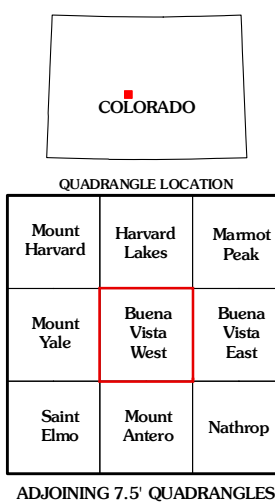 COLORADO
QUADRANGLE LOCATION
Mount
Harvard
Harvard
Lakes
Marmot
Peak
Mount
Yale
Buena
Vista
West
Buena
Vista
East
Saint
Elmo
Mount
Antero
Nathrop
ADJOINING 7.5' QUADRANGLES